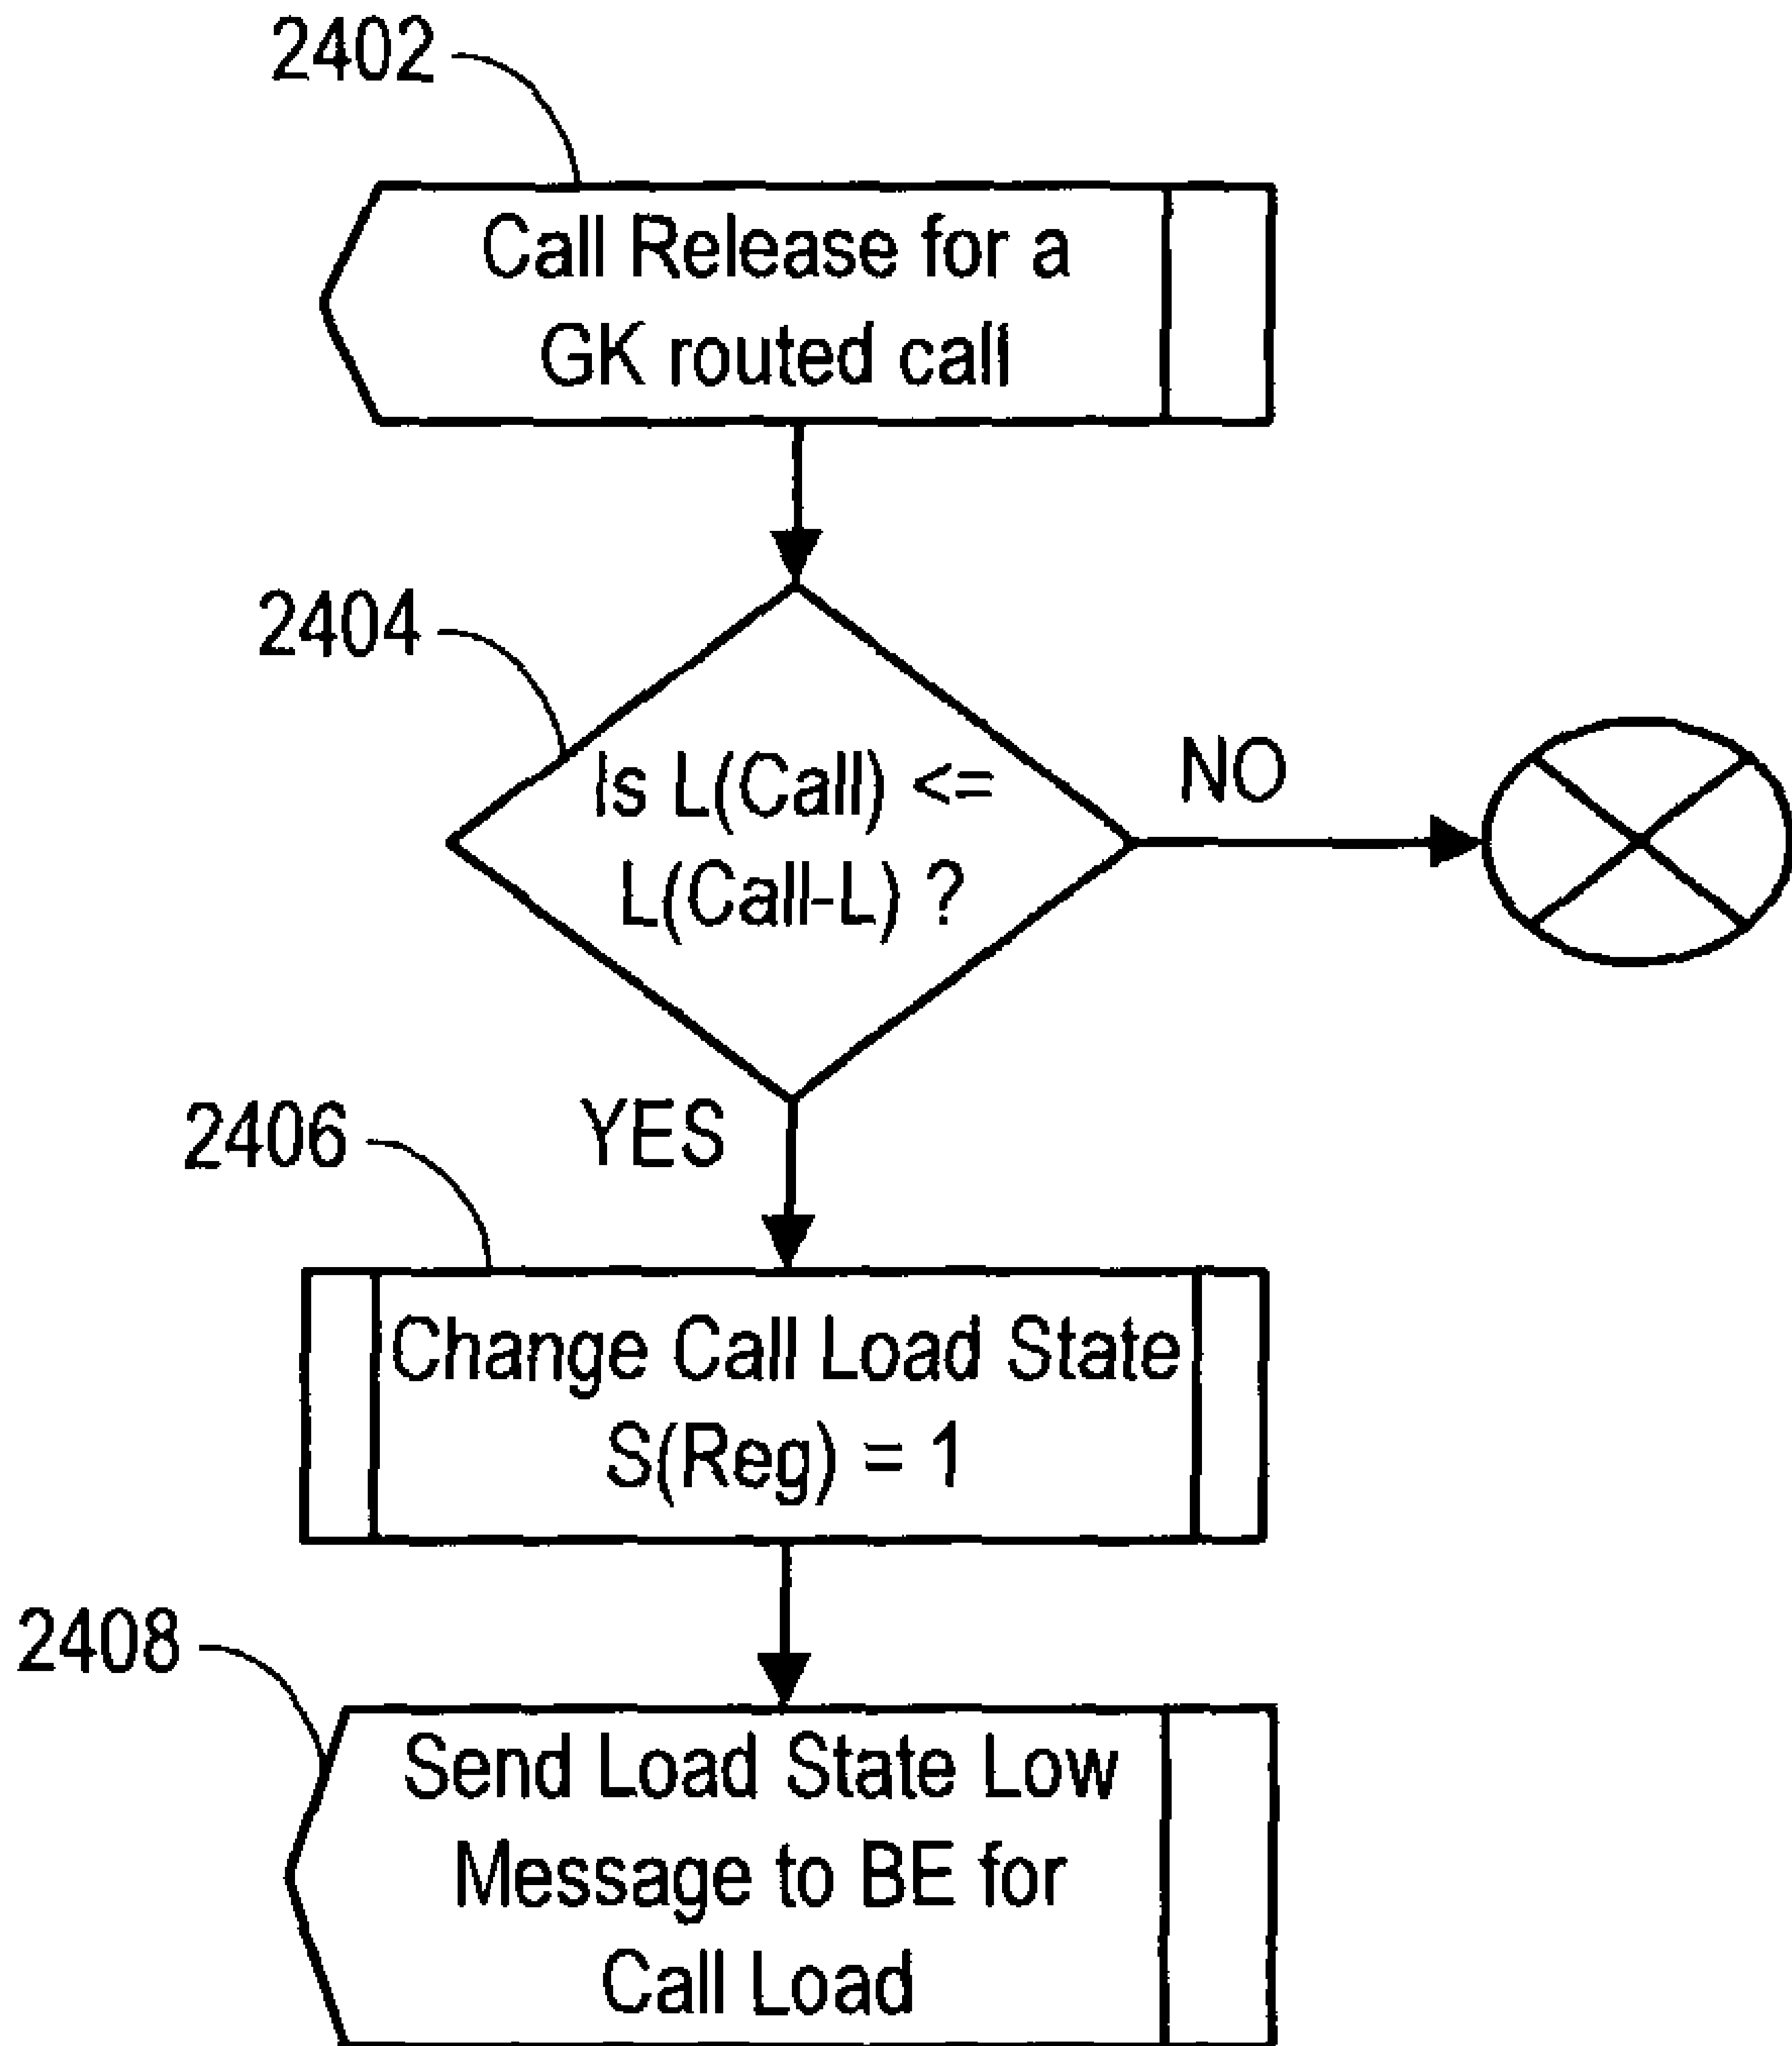 2402
Call Release for a
GK routed call
2404
Is L(Call) <=
L(Call-L) ?
NO
YES
2406
Change Call Load State
S(Reg) = 1
2408
Send Load State Low
Message to BE for
Call Load